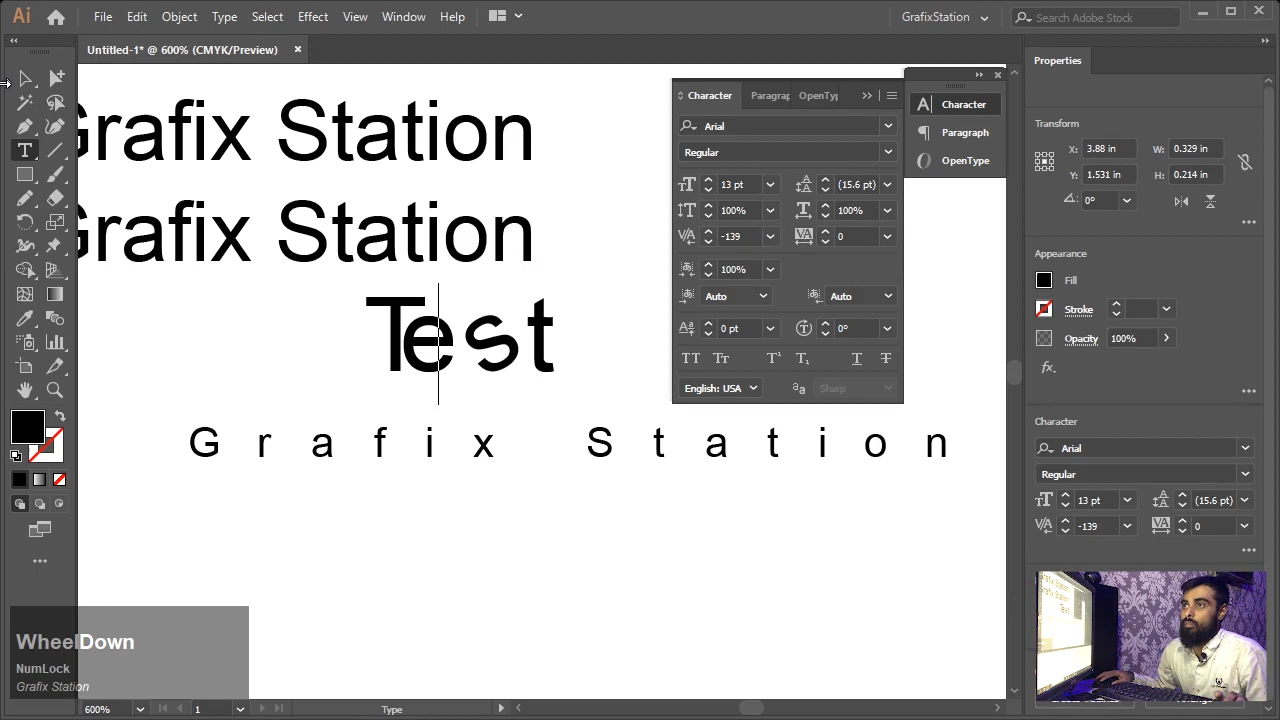 Ai File Edit Object Type Select Effect View Window Help GrafixStation Search Adobe Stock
Untitled-1* @ 600% (CMYK/Preview)
Grafix Station
Grafix Station
Test
G r a f i x S t a t i o n
Character Paragr OpenTy
Arial
Regular
13 pt (15.6 pt)
100% 100%
-139 0
100%
Auto Auto
0 pt 0°
English: USA Sharp
Character
Paragraph
OpenType
Properties
Transform
X: 3.88 in W: 0.329 in
Y: 1.531 in H: 0.214 in
0°
Appearance
Fill
Stroke
Opacity 100%
fx
Character
Arial
Regular
13 pt (15.6 pt)
-139 0
WheelDown
NumLock
Grafix Station
600% 1 Type